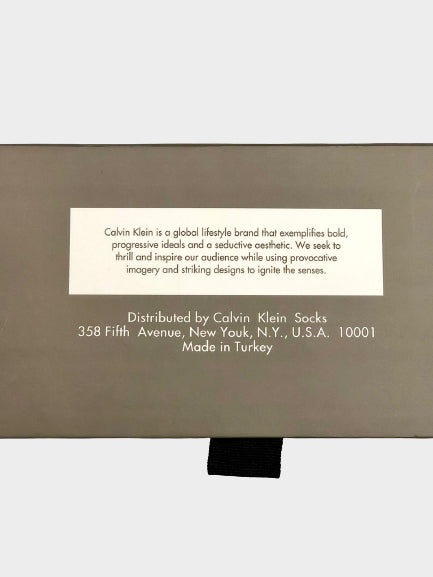 Calvin Klein is a global lifestyle brand that exemplifies bold,
progressive ideals and a seductive aesthetic. We seek to
thrill and inspire our audience while using provocative
imagery and striking designs to ignite the senses.
Distributed by Calvin Klein Socks
358 Fifth Avenue, New Youk, N.Y., U.S.A. 10001
Made in Turkey